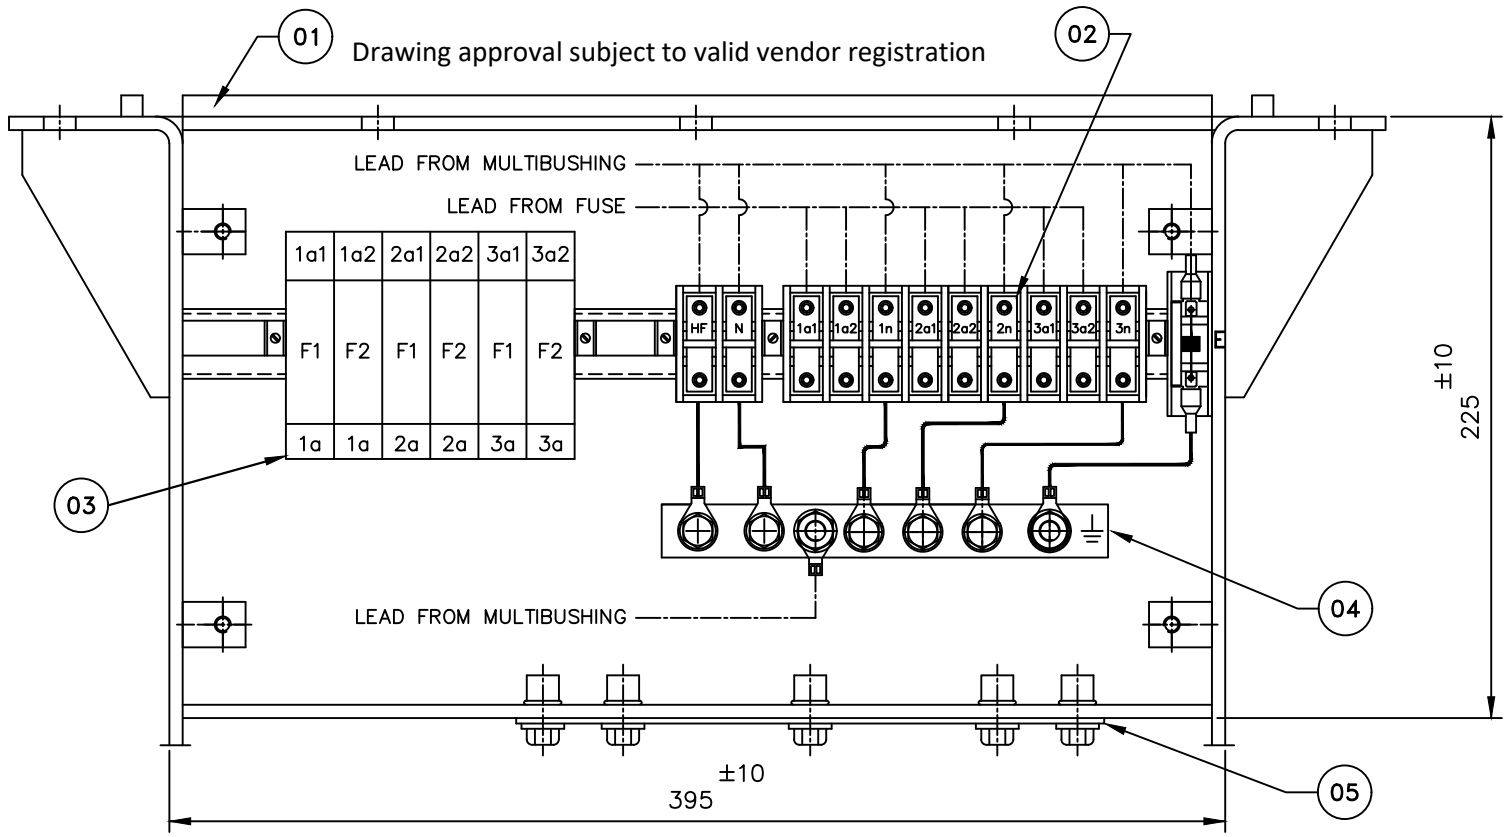 01
02
Drawing approval subject to valid vendor registration
LEAD FROM MULTIBUSHING
LEAD FROM FUSE
1a1 1a2 2a1 2a2 3a1 3a2
HF N 1a1 1a2 1n 2a1 2a2 2n 3a1 3a2 3n
F1 F2 F1 F2 F1 F2
±10
225
1a 1a 2a 2a 3a 3a
03
04
LEAD FROM MULTIBUSHING
05
±10
395